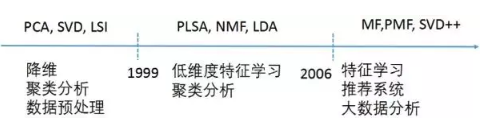 PCA, SVD, LSI
PLSA, NMF, LDA
MF,PMF, SVD++
降维
聚类分析
数据预处理
1999
低维度特征学习
聚类分析
2006
特征学习
推荐系统
大数据分析